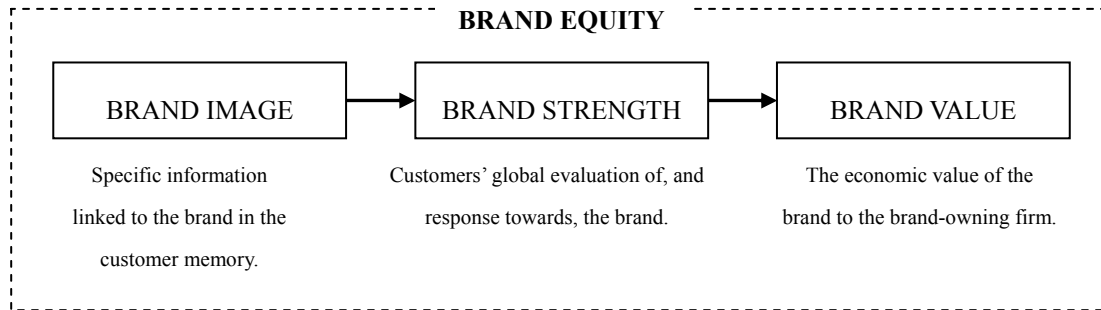 BRAND EQUITY
BRAND IMAGE
Specific information
linked to the brand in the
customer memory.
BRAND STRENGTH
Customers’ global evaluation of, and
response towards, the brand.
BRAND VALUE
The economic value of the
brand to the brand-owning firm.